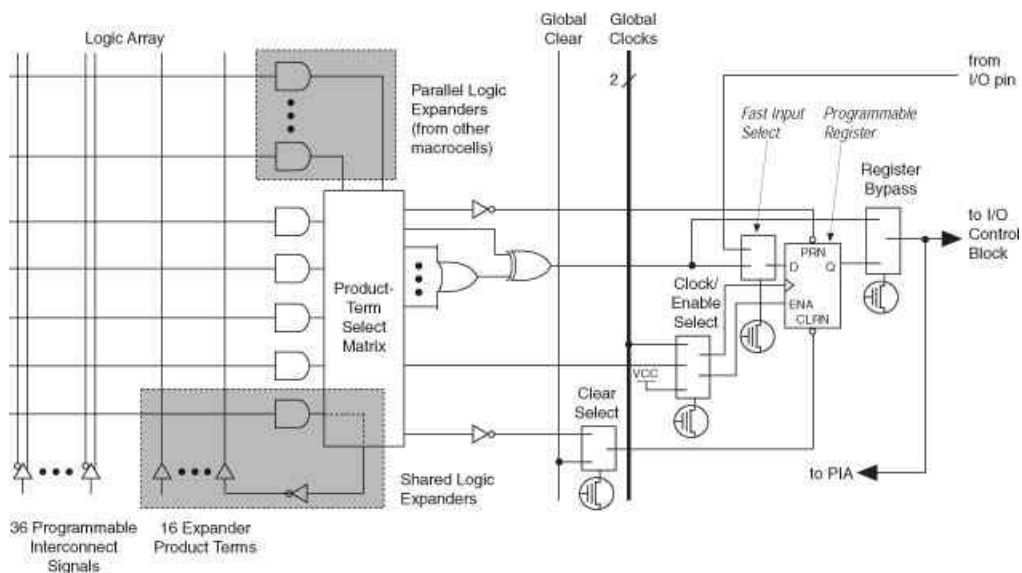 Logic Array
Parallel Logic
Expanders
(from other
macrocells)
Global
Clear
Global
Clocks
2
from
I/O pin
Fast Input
Select
Programmable
Register
Register
Bypass
to I/O
Control
Block
PRN
D
Q
ENA
CLRN
Clock/
Enable
Select
VCC
Product-
Term
Select
Matrix
Clear
Select
to PIA
Shared Logic
Expanders
36 Programmable
Interconnect
Signals
16 Expander
Product Terms